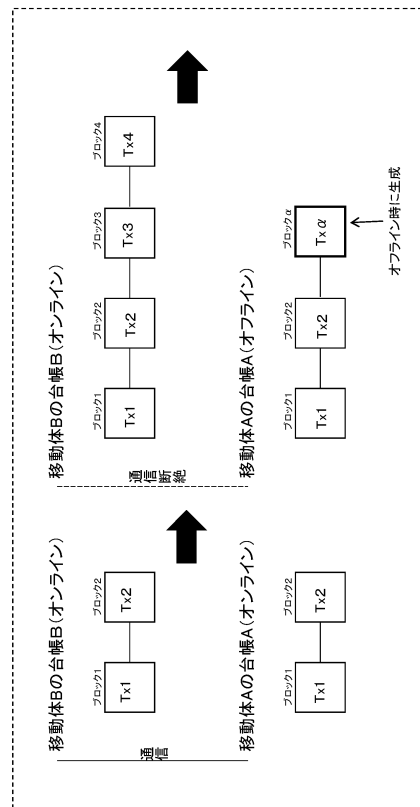 移動体Bの台帳B(オンライン)
ブロック1
ブロック2
Tx1
Tx2
通信
移動体Aの台帳A(オンライン)
ブロック1
ブロック2
Tx1
Tx2
移動体Bの台帳B(オンライン)
ブロック1
ブロック2
ブロック3
ブロック4
Tx1
Tx2
Tx3
Tx4
通信断絶
移動体Aの台帳A(オフライン)
ブロック1
ブロック2
ブロックα
Tx1
Tx2
Txα
オフライン時に生成